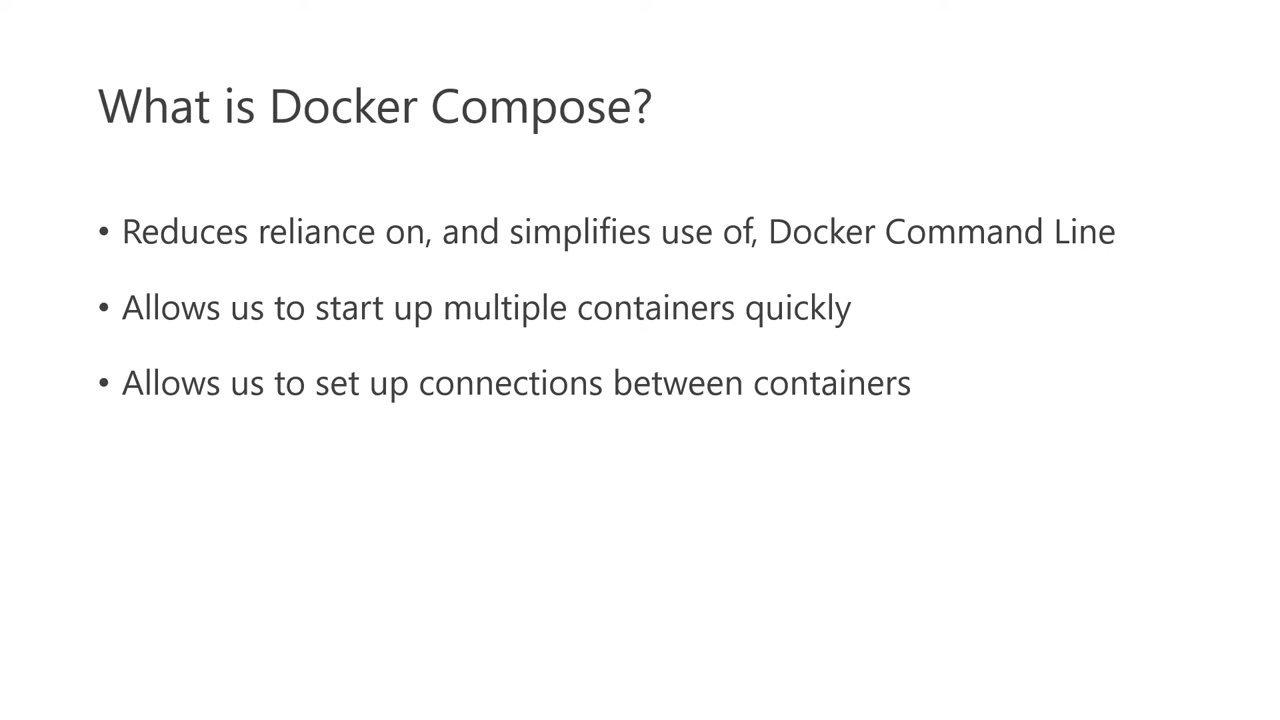 What is Docker Compose?
• Reduces reliance on, and simplifies use of, Docker Command Line
• Allows us to start up multiple containers quickly
• Allows us to set up connections between containers